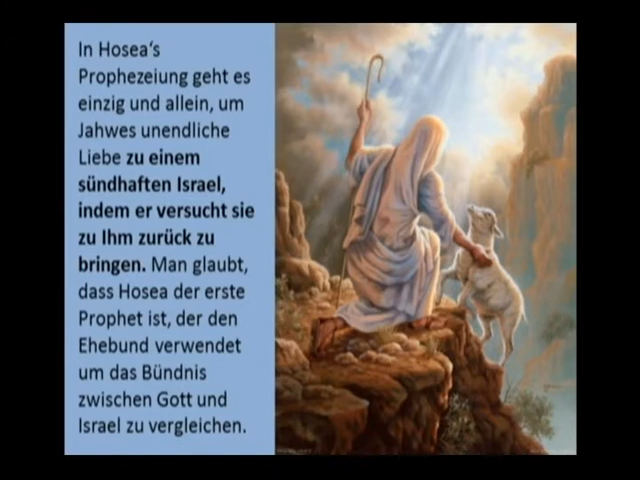 In Hosea‘s
Prophezeiung geht es
einzig und allein, um
Jahwes unendliche
Liebe zu einem
sündhaften Israel,
indem er versucht sie
zu Ihm zurück zu
bringen. Man glaubt,
dass Hosea der erste
Prophet ist, der den
Ehebund verwendet
um das Bündnis
zwischen Gott und
Israel zu vergleichen.